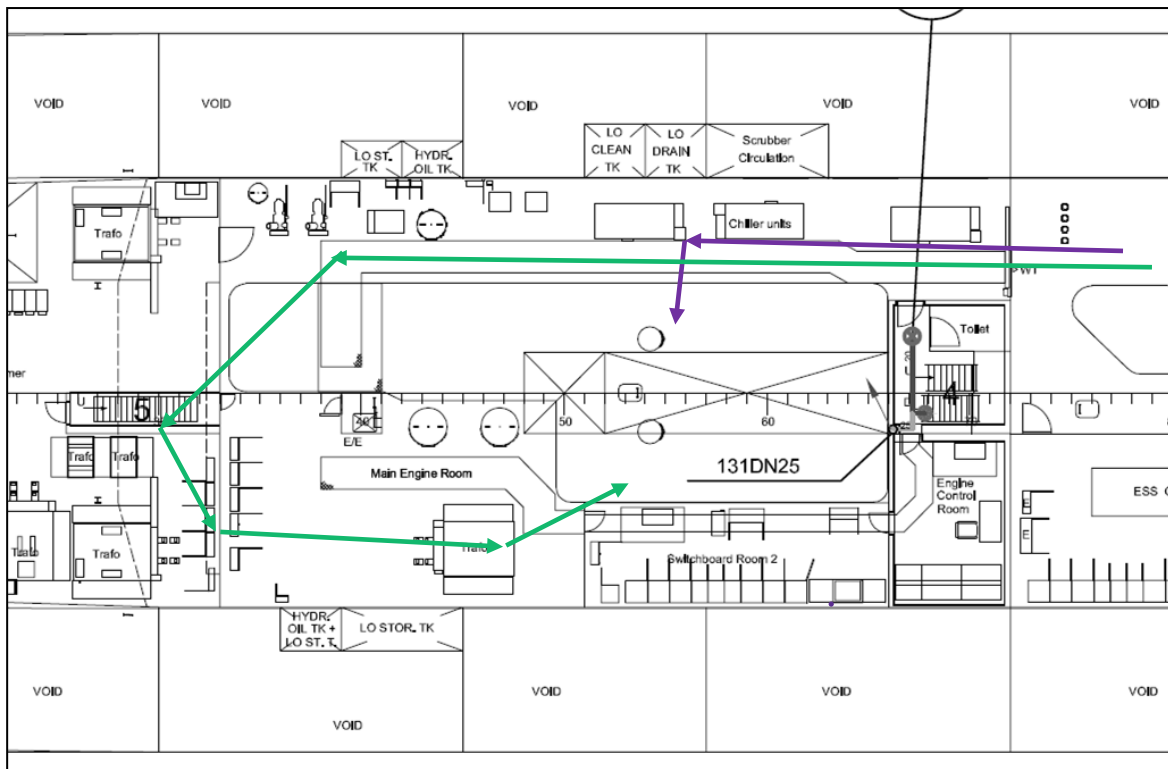 VOID
VOID
VOID
VOID
VOID
LO ST.
TK
HYDR.
OIL TK
LO
CLEAN
TK
LO
DRAIN
TK
Scrubber
Circulation
Trafo
Chiller units
Toilet
mer
5
4
E/E
50
60
Trafo
Trafo
Main Engine Room
131DN25
Engine
Control
Room
ESS
E
E
Trafo
Trafo
Trafo
Switchboard Room 2
HYDR.
OIL TK +
LO ST. T.
LO STOR. TK
VOID
VOID
VOID
VOID
VOID